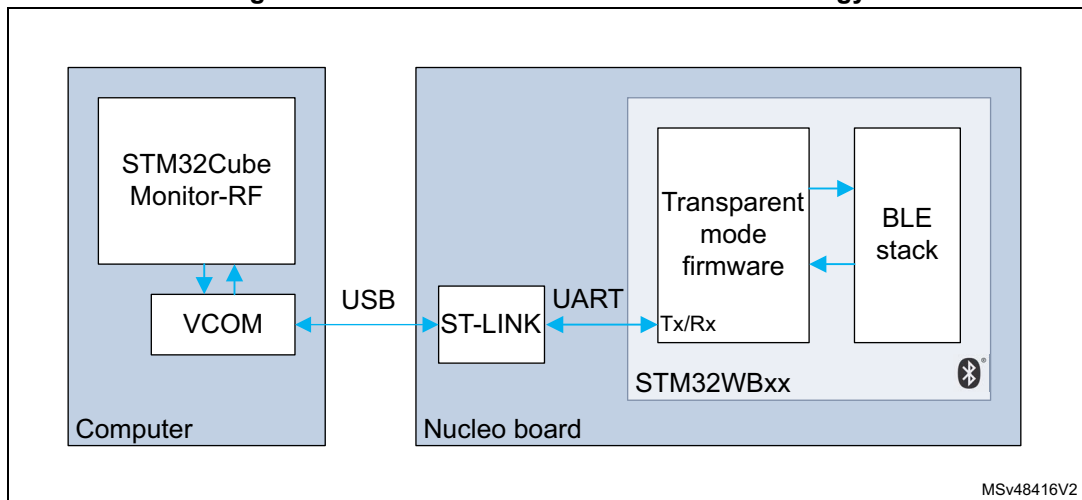 STM32Cube
Monitor-RF
VCOM
Computer
USB
ST-LINK
UART
Transparent
mode
firmware
Tx/Rx
BLE
stack
STM32WBxx
Nucleo board
MSv48416V2